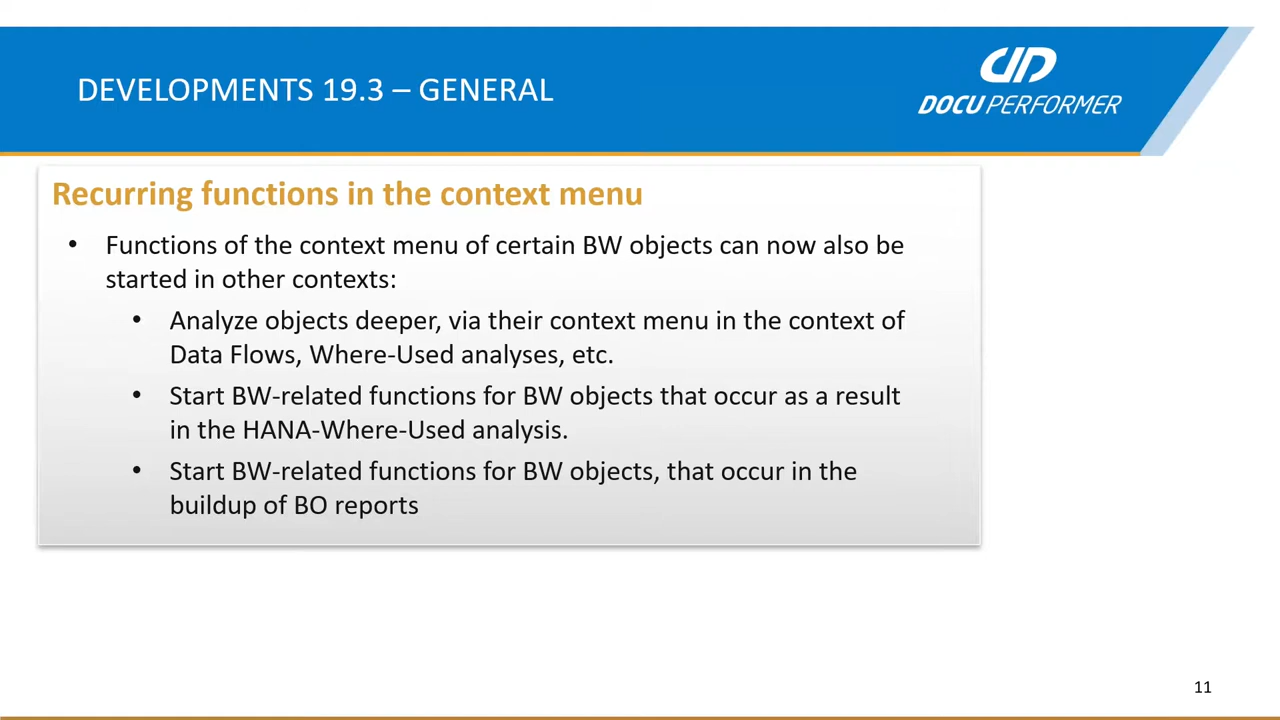 DEVELOPMENTS 19.3 – GENERAL
DOCU PERFORMER
Recurring functions in the context menu
• Functions of the context menu of certain BW objects can now also be
started in other contexts:
• Analyze objects deeper, via their context menu in the context of
Data Flows, Where-Used analyses, etc.
• Start BW-related functions for BW objects that occur as a result
in the HANA-Where-Used analysis.
• Start BW-related functions for BW objects, that occur in the
buildup of BO reports
11